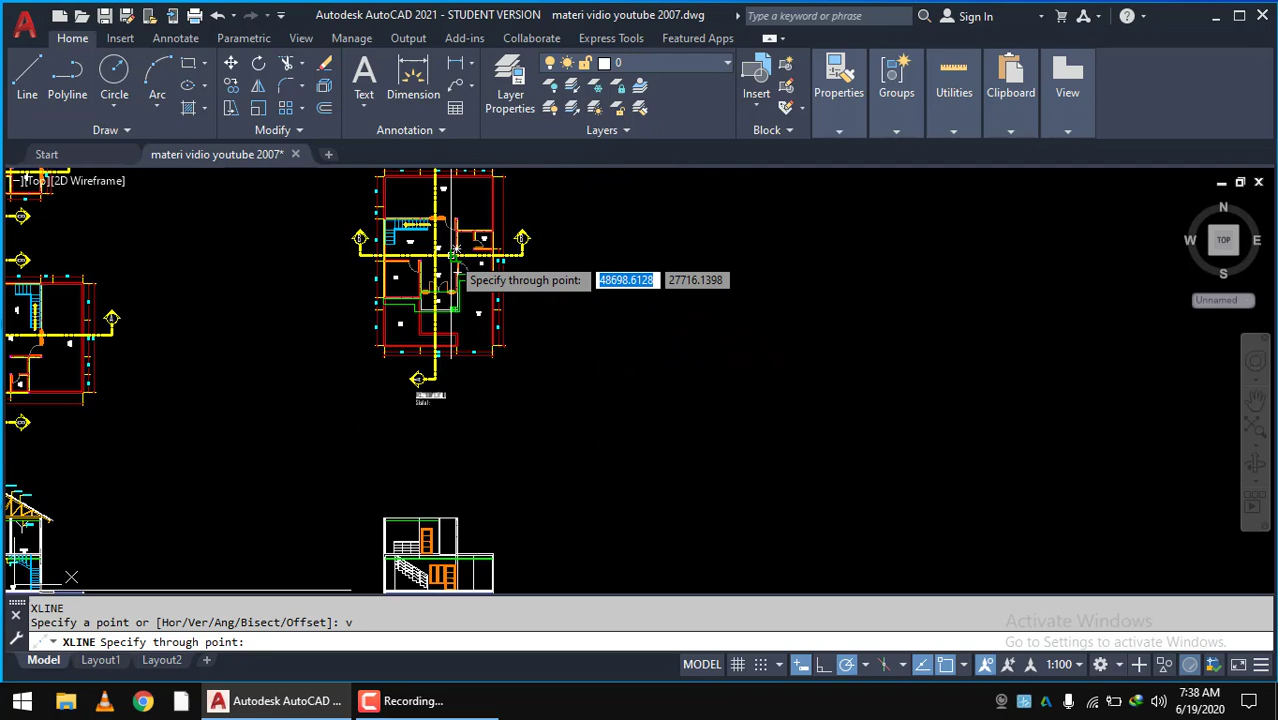 Autodesk AutoCAD 2021 - STUDENT VERSION materi vidio youtube 2007.dwg Type a keyword or phrase Sign In
Home Insert Annotate Parametric View Manage Output Add-ins Collaborate Express Tools Featured Apps
Line Polyline Circle Arc Text Dimension Layer Properties 0 Insert Properties Groups Utilities Clipboard View
Draw Modify Annotation Layers Block
Start materi vidio youtube 2007*
[Top][2D Wireframe]
N
W TOP E
S
Unnamed
Specify through point: 48698.6128 27716.1398
XLINE
Specify a point or [Hor/Ver/Ang/Bisect/Offset]: v
XLINE Specify through point:
Activate Windows
Go to Settings to activate Windows.
Model Layout1 Layout2 + MODEL 1:100
Autodesk AutoCAD ... Recording...
7:38 AM
6/19/2020